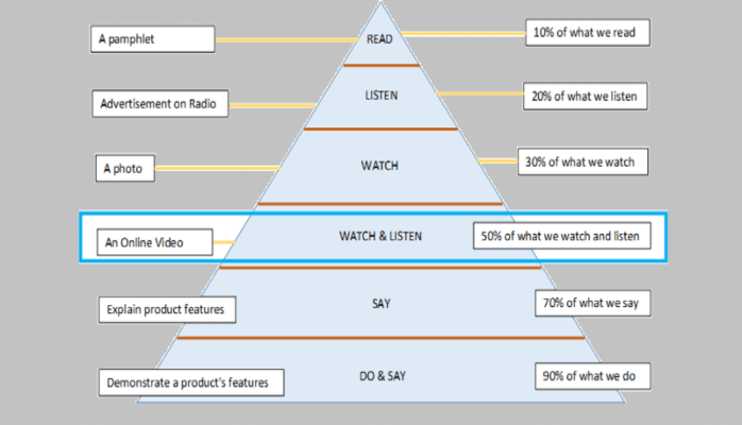 A pamphlet
READ
10% of what we read
Advertisement on Radio
LISTEN
20% of what we listen
A photo
WATCH
30% of what we watch
An Online Video
WATCH & LISTEN
50% of what we watch and listen
Explain product features
SAY
70% of what we say
Demonstrate a product's features
DO & SAY
90% of what we do